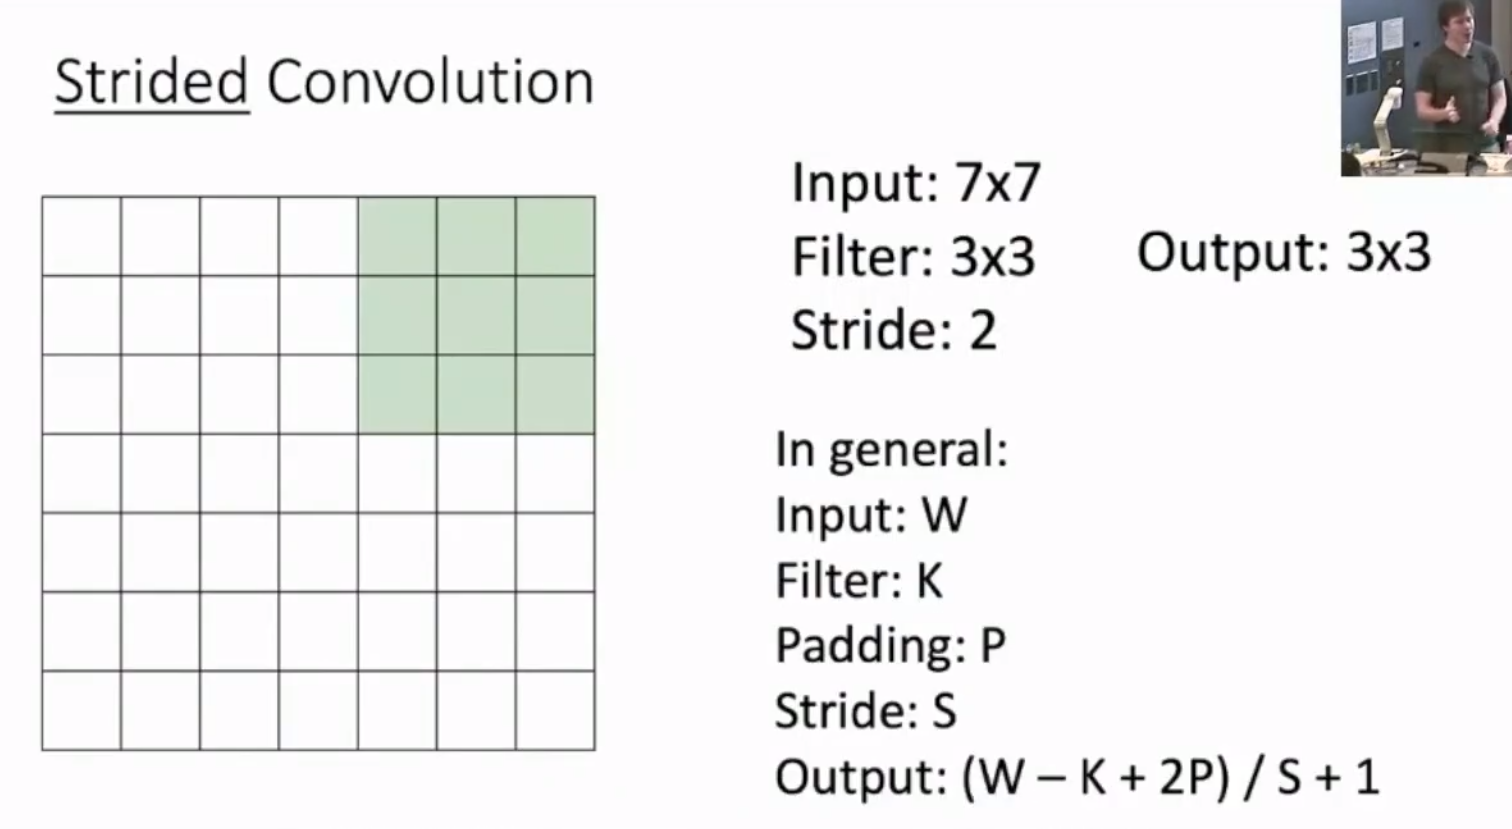 Strided Convolution
Input: 7x7
Filter: 3x3
Stride: 2
Output: 3x3
In general:
Input: W
Filter: K
Padding: P
Stride: S
Output: (W – K + 2P) / S + 1